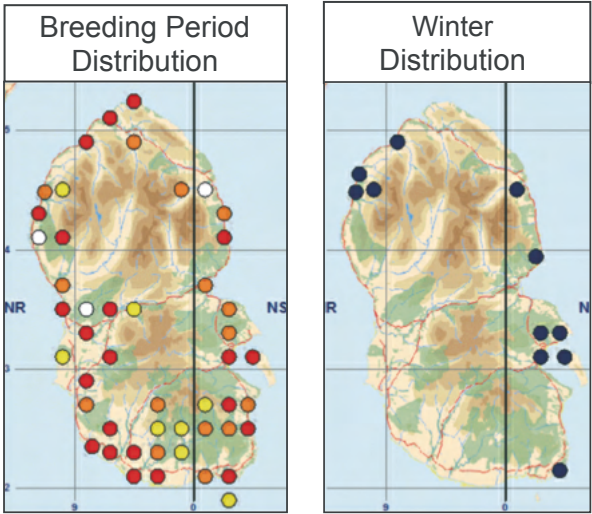 Breeding Period
Distribution
Winter
Distribution
5
4
NR
NS
3
2
9
0
R
N
9
0